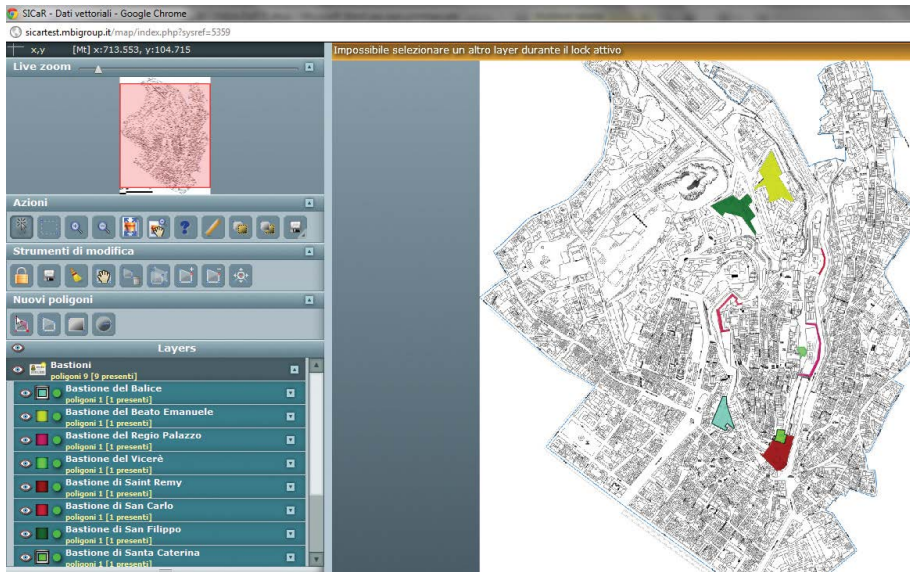 SICaR - Dati vettoriali - Google Chrome
sicartest.mbigroup.it/map/index.php?sysref=5359
x,y [Mt] x:713.553, y:104.715
Impossibile selezionare un altro layer durante il lock attivo
Live zoom
Azioni
Strumenti di modifica
Nuovi poligoni
Layers
Bastioni
poligoni 9 [9 presenti]
Bastione del Balice
poligoni 1 [1 presenti]
Bastione del Beato Emanuele
poligoni 1 [1 presenti]
Bastione del Regio Palazzo
poligoni 1 [1 presenti]
Bastione del Vicerè
poligoni 1 [1 presenti]
Bastione di Saint Remy
poligoni 1 [1 presenti]
Bastione di San Carlo
poligoni 1 [1 presenti]
Bastione di San Filippo
poligoni 1 [1 presenti]
Bastione di Santa Caterina
poligoni 1 [1 presenti]